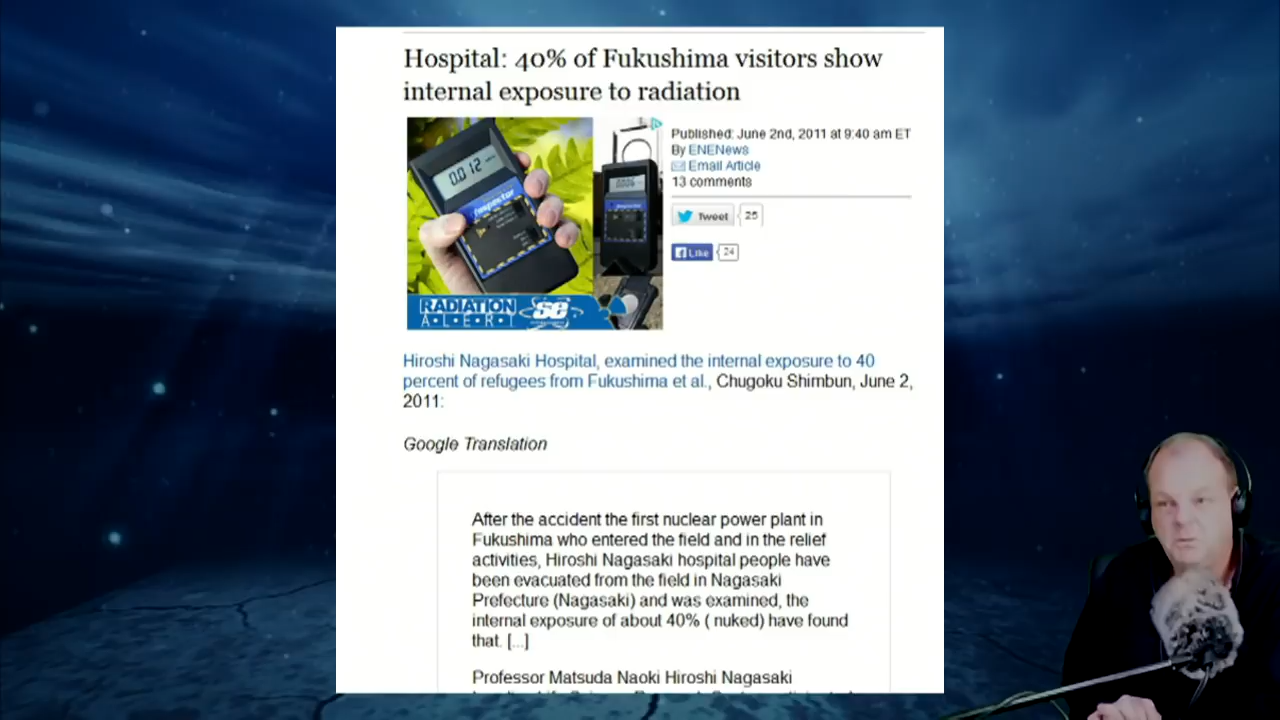 Hospital: 40% of Fukushima visitors show
internal exposure to radiation
0.012
Inspector
RADIATION
ALERT
se
Published: June 2nd, 2011 at 9:40 am ET
By ENENews
Email Article
13 comments
Tweet 25
Like 24
Hiroshi Nagasaki Hospital, examined the internal exposure to 40
percent of refugees from Fukushima et al., Chugoku Shimbun, June 2,
2011:
Google Translation
After the accident the first nuclear power plant in
Fukushima who entered the field and in the relief
activities, Hiroshi Nagasaki hospital people have
been evacuated from the field in Nagasaki
Prefecture (Nagasaki) and was examined, the
internal exposure of about 40% ( nuked) have found
that. [...]
Professor Matsuda Naoki Hiroshi Nagasaki